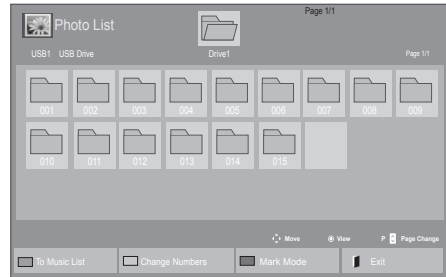 Page 1/1
Photo List
USB1 USB Drive Drive1 Page 1/1
001 002 003 004 005 006 007 008 009
010 011 012 013 014 015
Move View P Page Change
To Music List Change Numbers Mark Mode Exit